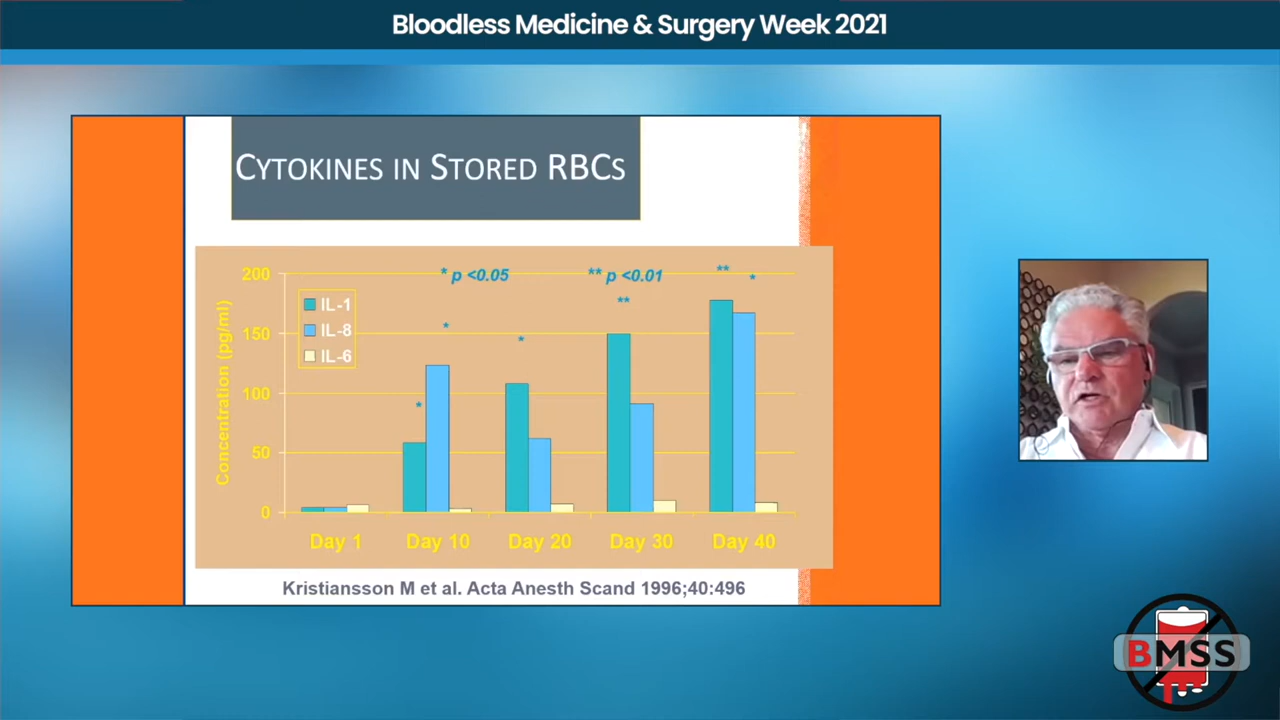 Bloodless Medicine & Surgery Week 2021
CYTOKINES IN STORED RBCS
* p <0.05
** p <0.01
Concentration (pg/ml)
200
150
100
50
0
IL-1
IL-8
IL-6
*
*
*
**
**
*
Day 1
Day 10
Day 20
Day 30
Day 40
Kristiansson M et al. Acta Anesth Scand 1996;40:496
BMSS